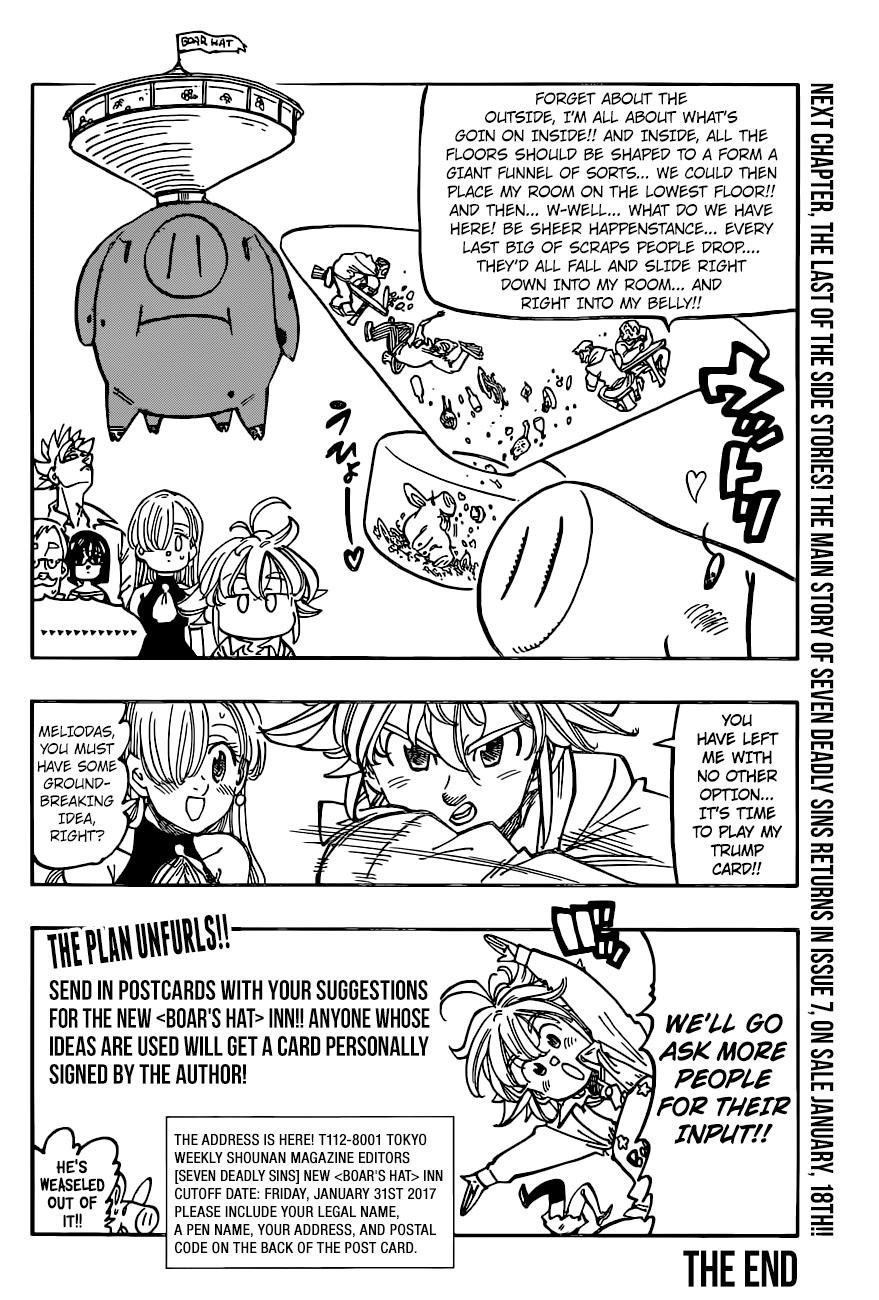 BOAR HAT
FORGET ABOUT THE
OUTSIDE, I'M ALL ABOUT WHAT'S
GOIN ON INSIDE!! AND INSIDE, ALL THE
FLOORS SHOULD BE SHAPED TO A FORM A
GIANT FUNNEL OF SORTS... WE COULD THEN
PLACE MY ROOM ON THE LOWEST FLOOR!!
AND THEN... W-WELL... WHAT DO WE HAVE
HERE! BE SHEER HAPPENSTANCE... EVERY
LAST BIG OF SCRAPS PEOPLE DROP....
THEY'D ALL FALL AND SLIDE RIGHT
DOWN INTO MY ROOM... AND
RIGHT INTO MY BELLY!!
ウットリ
うひょー♥
YOU
HAVE LEFT
ME WITH
NO OTHER
OPTION...
IT'S TIME
TO PLAY MY
TRUMP
CARD!!
MELIODAS,
YOU MUST
HAVE SOME
GROUND-
BREAKING
IDEA,
RIGHT?
THE PLAN UNFURLS!!
SEND IN POSTCARDS WITH YOUR SUGGESTIONS
FOR THE NEW <BOAR'S HAT> INN!! ANYONE WHOSE
IDEAS ARE USED WILL GET A CARD PERSONALLY
SIGNED BY THE AUTHOR!
WE'LL GO
ASK MORE
PEOPLE
FOR THEIR
INPUT!!
THE ADDRESS IS HERE! T112-8001 TOKYO
WEEKLY SHOUNAN MAGAZINE EDITORS
[SEVEN DEADLY SINS] NEW <BOAR'S HAT> INN
CUTOFF DATE: FRIDAY, JANUARY 31ST 2017
PLEASE INCLUDE YOUR LEGAL NAME,
A PEN NAME, YOUR ADDRESS, AND POSTAL
CODE ON THE BACK OF THE POST CARD.
HE'S
WEASELED
OUT OF
IT!!
NEXT CHAPTER, THE LAST OF THE SIDE STORIES! THE MAIN STORY OF SEVEN DEADLY SINS RETURNS IN ISSUE 7, ON SALE JANUARY, 18TH!!
THE END